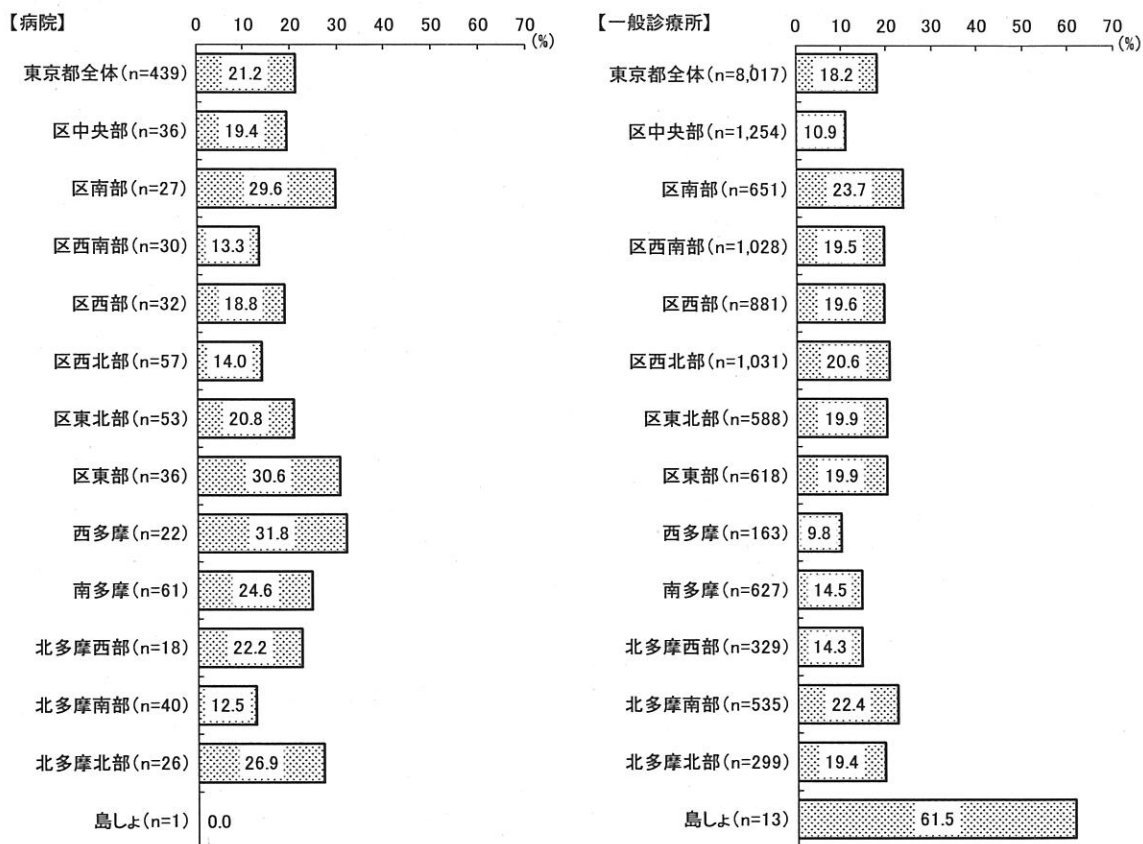 【病院】
0 10 20 30 40 50 60 70
(%)
東京都全体(n=439) 21.2
区中央部(n=36) 19.4
区南部(n=27) 29.6
区西南部(n=30) 13.3
区西部(n=32) 18.8
区西北部(n=57) 14.0
区東北部(n=53) 20.8
区東部(n=36) 30.6
西多摩(n=22) 31.8
南多摩(n=61) 24.6
北多摩西部(n=18) 22.2
北多摩南部(n=40) 12.5
北多摩北部(n=26) 26.9
島しょ(n=1) 0.0
【一般診療所】
0 10 20 30 40 50 60 70
(%)
東京都全体(n=8,017) 18.2
区中央部(n=1,254) 10.9
区南部(n=651) 23.7
区西南部(n=1,028) 19.5
区西部(n=881) 19.6
区西北部(n=1,031) 20.6
区東北部(n=588) 19.9
区東部(n=618) 19.9
西多摩(n=163) 9.8
南多摩(n=627) 14.5
北多摩西部(n=329) 14.3
北多摩南部(n=535) 22.4
北多摩北部(n=299) 19.4
島しょ(n=13) 61.5